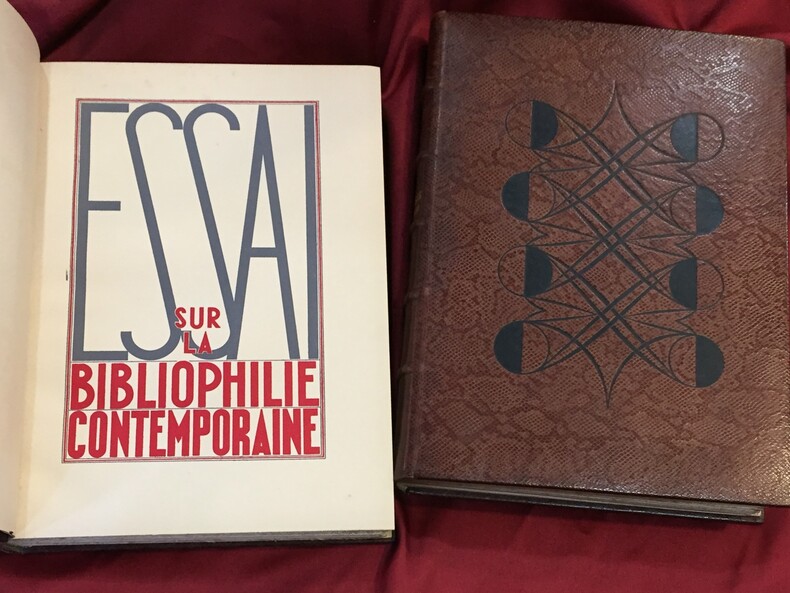 ESSAI
SUR
LA
BIBLIOPHILIE
CONTEMPORAINE